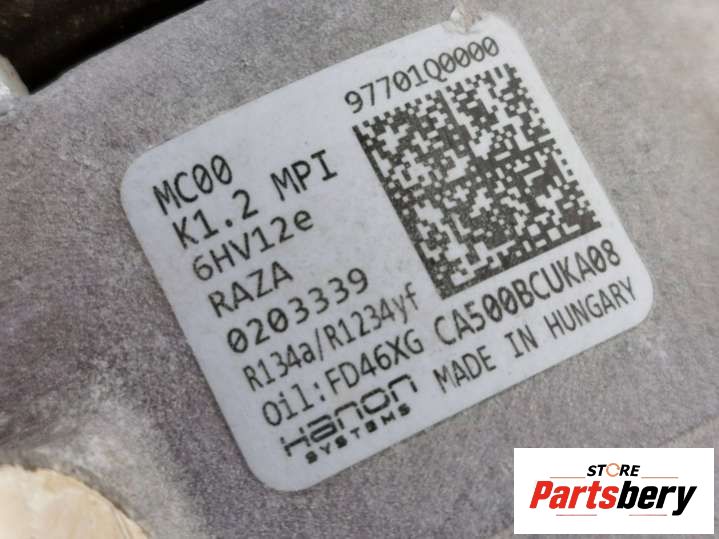 97701Q0000
MC00
K1.2 MPI
6HV12e
RAZA
0203339
R134a/R1234yf
Oil:FD46XG CA500BCUKA08
Hanon SYSTEMS MADE IN HUNGARY
STORE
Partsbery